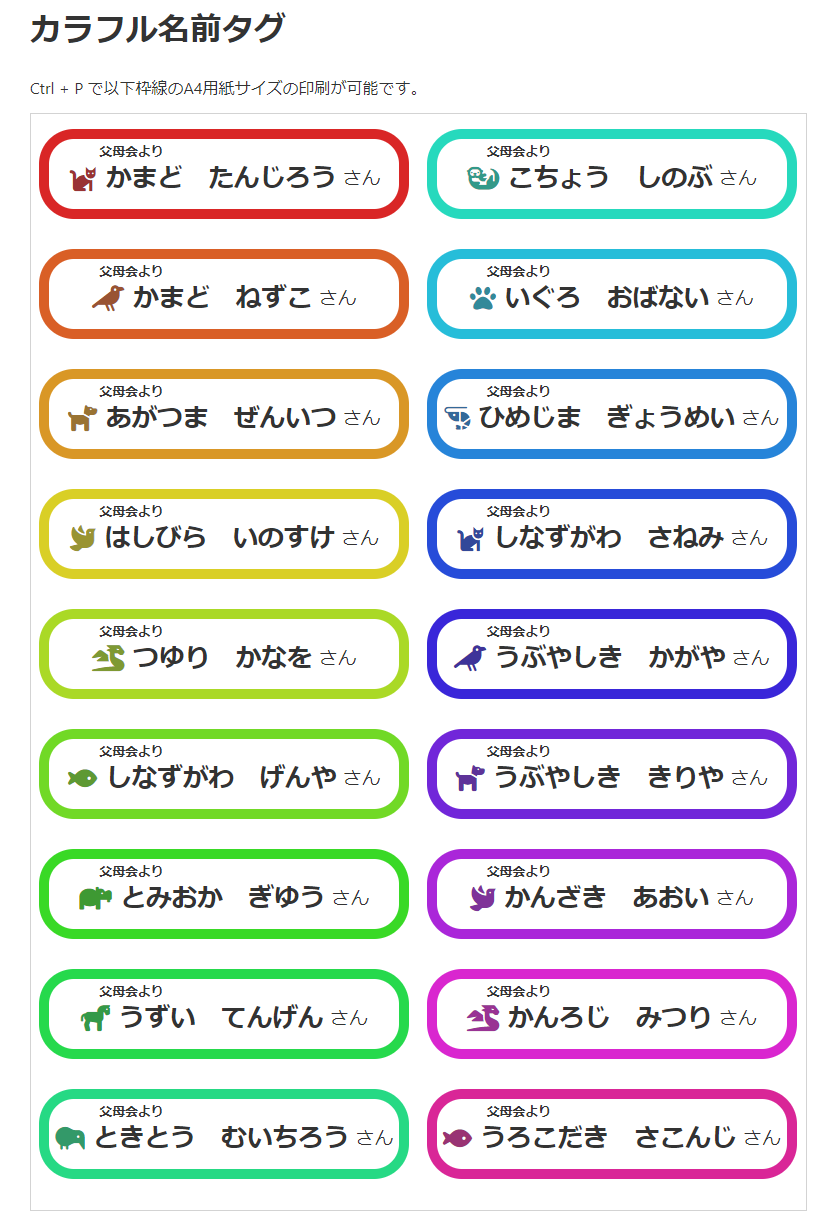 カラフル名前タグ
Ctrl + P で以下枠線のA4用紙サイズの印刷が可能です。
父母会より
かまど　たんじろう さん
父母会より
こちょう　しのぶ さん
父母会より
かまど　ねずこ さん
父母会より
いぐろ　おばない さん
父母会より
あがつま　ぜんいつ さん
父母会より
ひめじま　ぎょうめい さん
父母会より
はしびら　いのすけ さん
父母会より
しなずがわ　さねみ さん
父母会より
つゆり　かなを さん
父母会より
うぶやしき　かがや さん
父母会より
しなずがわ　げんや さん
父母会より
うぶやしき　きりや さん
父母会より
とみおか　ぎゆう さん
父母会より
かんざき　あおい さん
父母会より
うずい　てんげん さん
父母会より
かんろじ　みつり さん
父母会より
ときとう　むいちろう さん
父母会より
うろこだき　さこんじ さん